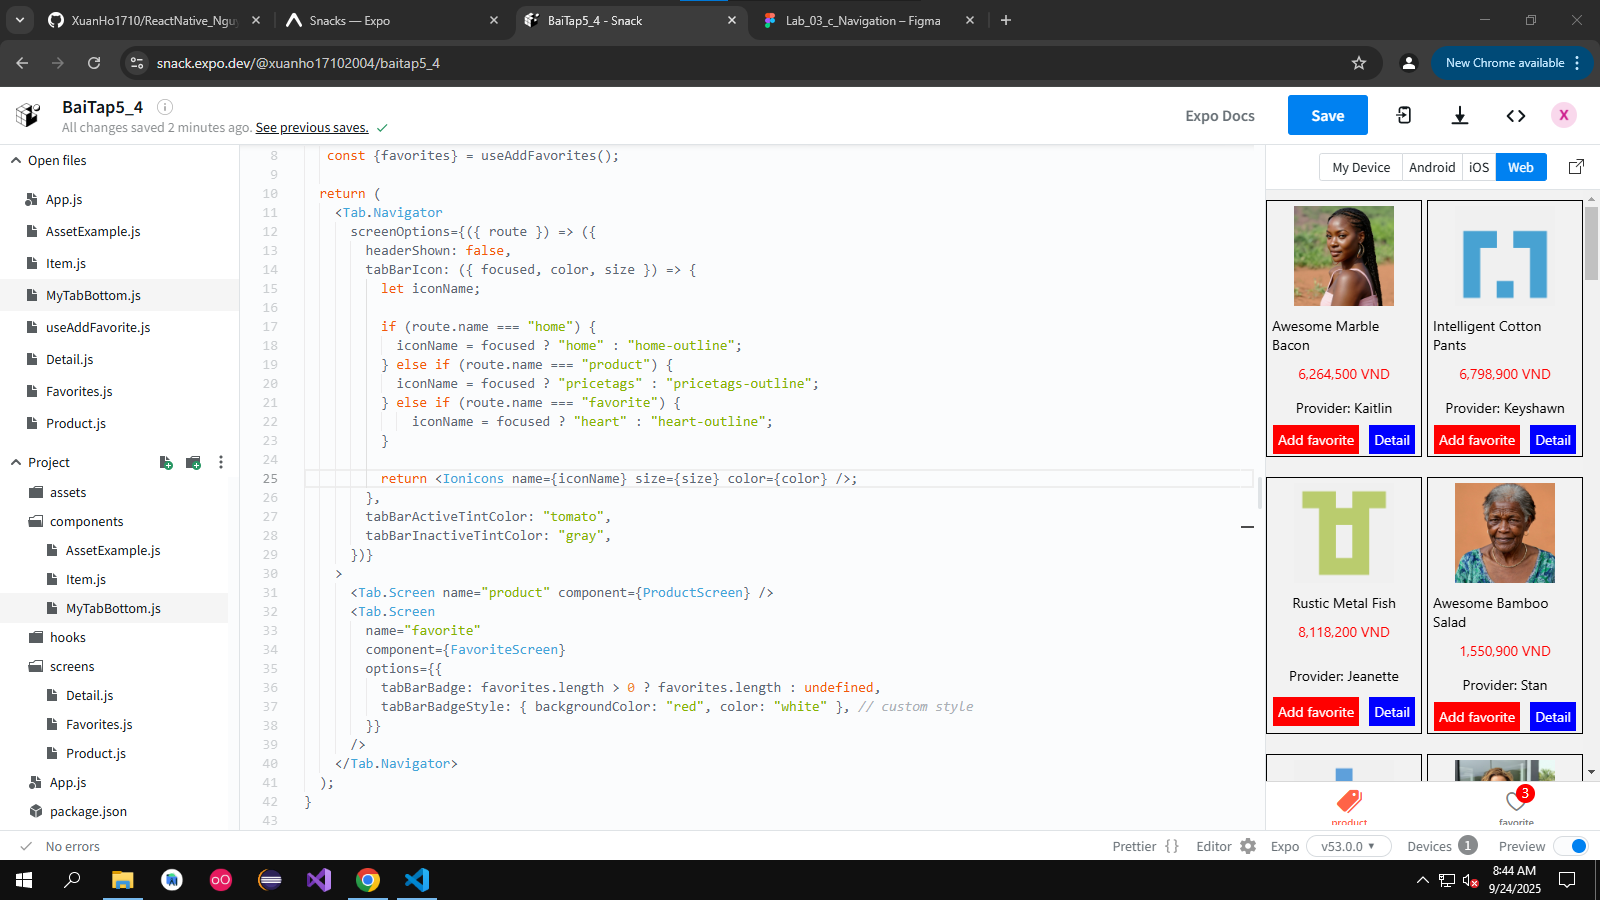 XuanHo1710/ReactNative_Ngu
Snacks — Expo
BaiTap5_4 - Snack
Lab_03_c_Navigation – Figma
snack.expo.dev/@xuanho17102004/baitap5_4
New Chrome available
BaiTap5_4
All changes saved 2 minutes ago. See previous saves.
Expo Docs
Save
X
Open files
App.js
AssetExample.js
Item.js
MyTabBottom.js
useAddFavorite.js
Detail.js
Favorites.js
Product.js
Project
assets
components
AssetExample.js
Item.js
MyTabBottom.js
hooks
screens
Detail.js
Favorites.js
Product.js
App.js
package.json
8 const {favorites} = useAddFavorites();
9
10 return (
11 <Tab.Navigator
12 screenOptions={({ route }) => ({
13 headerShown: false,
14 tabBarIcon: ({ focused, color, size }) => {
15 let iconName;
16
17 if (route.name === "home") {
18 iconName = focused ? "home" : "home-outline";
19 } else if (route.name === "product") {
20 iconName = focused ? "pricetags" : "pricetags-outline";
21 } else if (route.name === "favorite") {
22 iconName = focused ? "heart" : "heart-outline";
23 }
24
25 return <Ionicons name={iconName} size={size} color={color} />;
26 },
27 tabBarActiveTintColor: "tomato",
28 tabBarInactiveTintColor: "gray",
29 })}
30 >
31 <Tab.Screen name="product" component={ProductScreen} />
32 <Tab.Screen
33 name="favorite"
34 component={FavoriteScreen}
35 options={{
36 tabBarBadge: favorites.length > 0 ? favorites.length : undefined,
37 tabBarBadgeStyle: { backgroundColor: "red", color: "white" }, // custom style
38 }}
39 />
40 </Tab.Navigator>
41 );
42 }
43
My Device Android iOS Web
Awesome Marble
Bacon
6,264,500 VND
Provider: Kaitlin
Add favorite Detail
Intelligent Cotton
Pants
6,798,900 VND
Provider: Keyshawn
Add favorite Detail
Rustic Metal Fish
8,118,200 VND
Provider: Jeanette
Add favorite Detail
Awesome Bamboo
Salad
1,550,900 VND
Provider: Stan
Add favorite Detail
product
3
favorite
No errors
Prettier { }
Editor
Expo v53.0.0
Devices 1
Preview
8:44 AM
9/24/2025